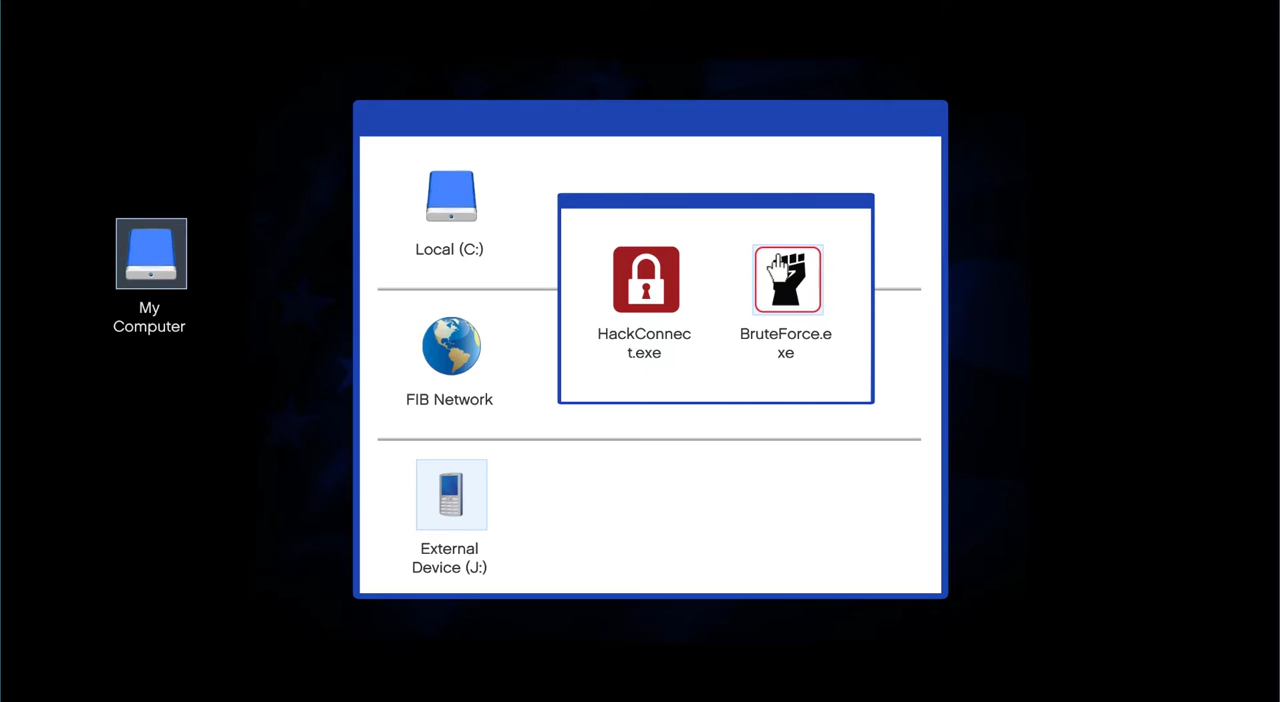 My
Computer
Local (C:)
FIB Network
External
Device (J:)
HackConnec
t.exe
BruteForce.e
xe